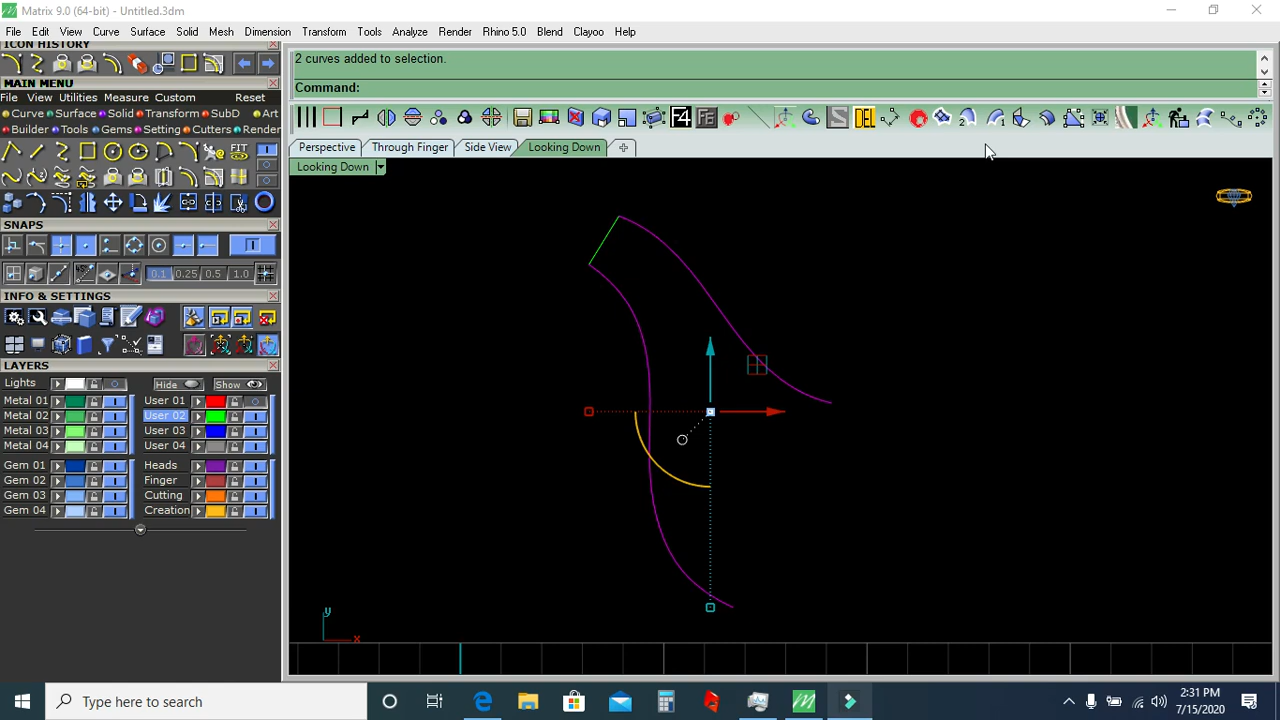 Matrix 9.0 (64-bit) - Untitled.3dm
File Edit View Curve Surface Solid Mesh Dimension Transform Tools Analyze Render Rhino 5.0 Blend Clayoo Help
ICON HISTORY
2 curves added to selection.
Command:
MAIN MENU
File View Utilities Measure Custom Reset
Curve Surface Solid Transform SubD Art
Builder Tools Gems Setting Cutters Render
F4
DEL
2
1
Perspective Through Finger Side View Looking Down
Looking Down
FIT
SNAPS
0.1 0.25 0.5 1.0
INFO & SETTINGS
LAYERS
Lights Hide Show
Metal 01 User 01
Metal 02 User 02
Metal 03 User 03
Metal 04 User 04
Gem 01 Heads
Gem 02 Finger
Gem 03 Cutting
Gem 04 Creation
y
x
Type here to search
2:31 PM
7/15/2020